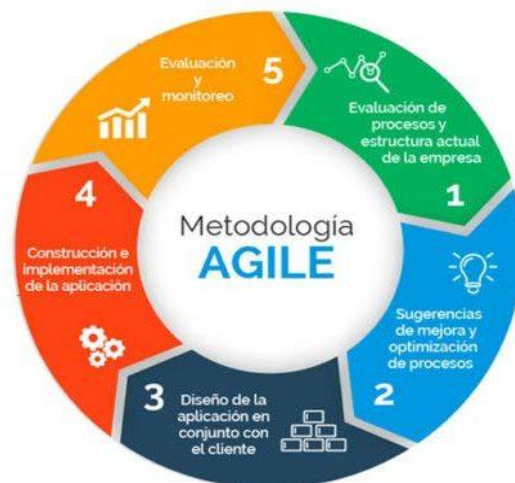 Metodología
AGILE
Evaluación de
procesos y
estructura actual
de la empresa
1
Sugerencias
de mejora y
optimización
de procesos
2
3
Diseño de la
aplicación en
conjunto con
el cliente
4
Construcción e
implementación
de la aplicación
Evaluación
y
monitoreo
5